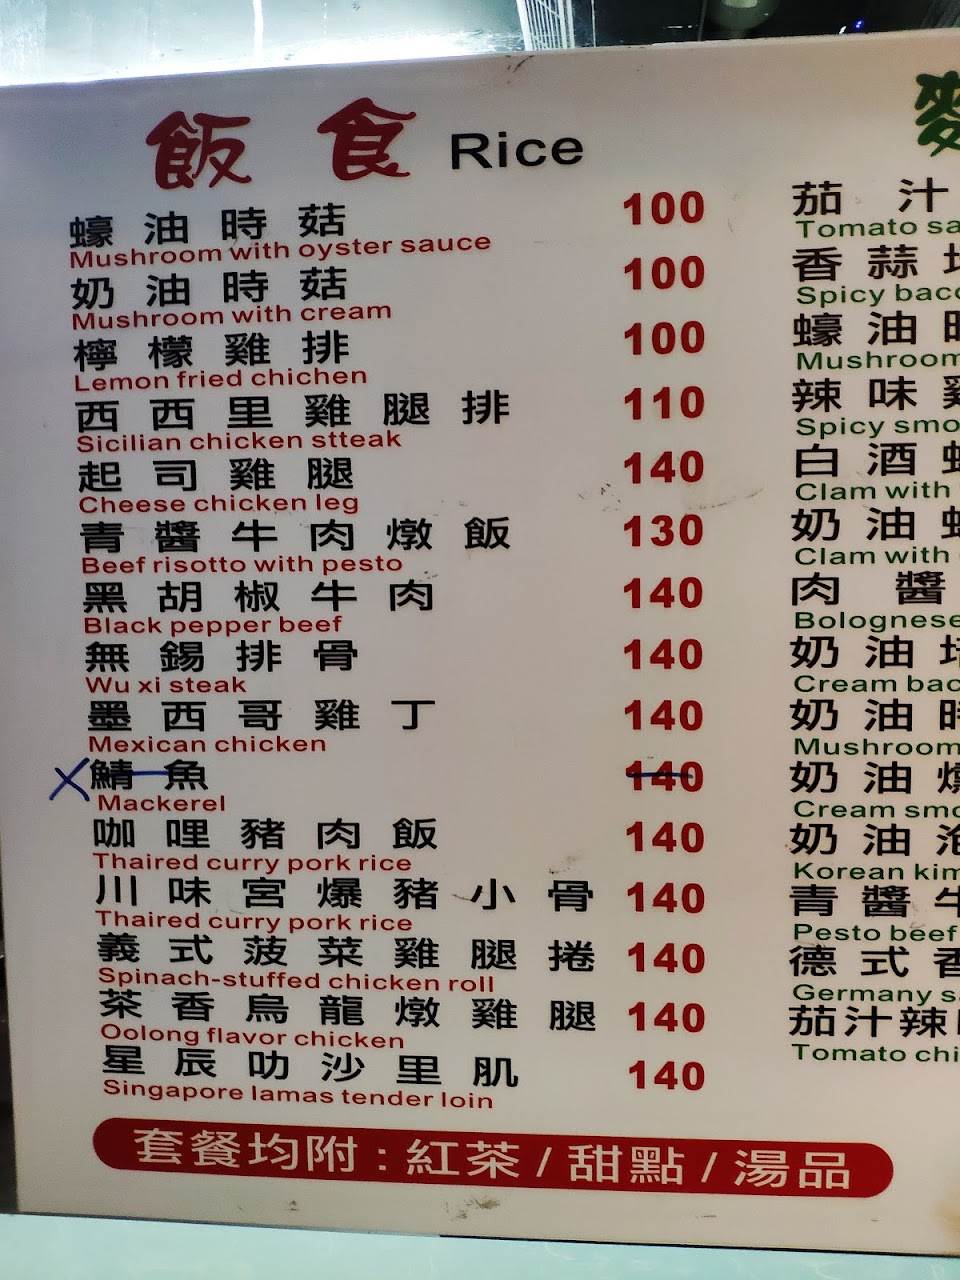 飯食 Rice
蠔油時菇 100
Mushroom with oyster sauce
奶油時菇 100
Mushroom with cream
檸檬雞排 100
Lemon fried chichen
西西里雞腿排 110
Sicilian chicken stteak
起司雞腿 140
Cheese chicken leg
青醬牛肉燉飯 130
Beef risotto with pesto
黑胡椒牛肉 140
Black pepper beef
無錫排骨 140
Wu xi steak
墨西哥雞丁 140
Mexican chicken
鯖魚 140
Mackerel
咖哩豬肉飯 140
Thaired curry pork rice
川味宮爆豬小骨 140
Thaired curry pork rice
義式菠菜雞腿捲 140
Spinach-stuffed chicken roll
茶香烏龍燉雞腿 140
Oolong flavor chicken
星辰叻沙里肌 140
Singapore lamas tender loin
套餐均附:紅茶/甜點/湯品
麥
茄汁
Tomato sa
香蒜
Spicy bac
蠔油
Mushroom
辣味
Spicy smo
白酒
Clam with
奶油
Clam with
肉醬
Bolognese
奶油
Cream bac
奶油
Mushroom
奶油
Cream smo
奶油
Korean kim
青醬
Pesto beef
德式
Germany sa
茄汁辣
Tomato chi